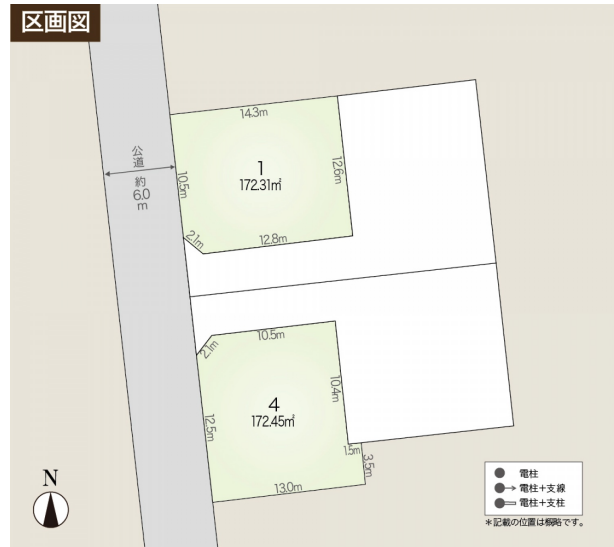 区画図
14.3m
公道
約
6.0
m
10.5m
1
172.31㎡
12.6m
2.1m
12.8m
10.5m
2.1m
4
172.45㎡
10.4m
12.5m
1.5m
3.5m
13.0m
N
電柱
電柱+支線
電柱+支柱
*記載の位置は概略です。